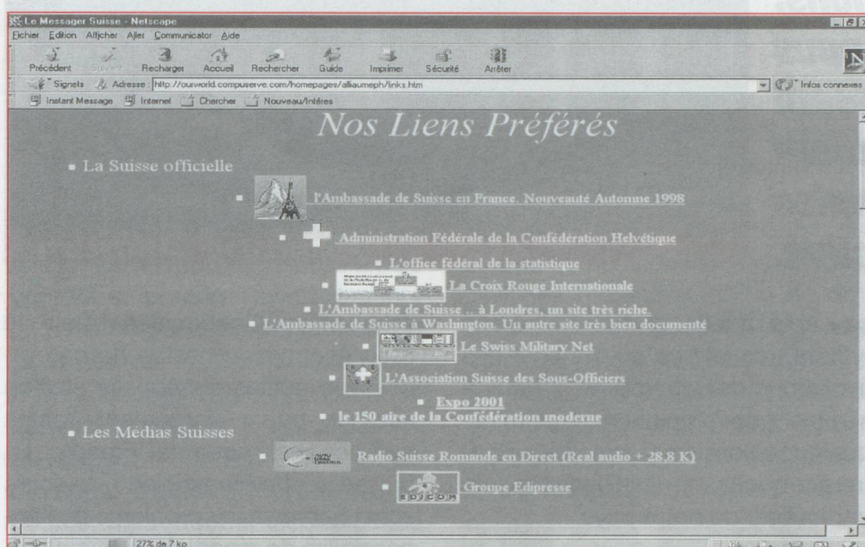 Le Messager Suisse - Netscape
Fichier Edition Afficher Aller Communicator Aide
Précédent Suivant Recharger Accueil Rechercher Guide Imprimer Sécurité Arrêter
Signets Adresse : http://ourworld.compuserve.com/homepages/alliaumeph/links.htm Infos connexes
Instant Message Internet Chercher Nouveau/Intéres
Nos Liens Préférés
La Suisse officielle
l'Ambassade de Suisse en France. Nouveauté Automne 1998
Administration Fédérale de la Confédération Helvétique
L'office fédéral de la statistique
La Croix Rouge Internationale
L'Ambassade de Suisse .. à Londres, un site très riche.
L'Ambassade de Suisse à Washington. Un autre site très bien documenté
Le Swiss Military Net
L'Association Suisse des Sous-Officiers
Expo 2001
le 150 aire de la Confédération moderne
Les Médias Suisses
Radio Suisse Romande en Direct (Real audio + 28,8 K)
EDICOM Groupe Edipresse
27% de 7 ko